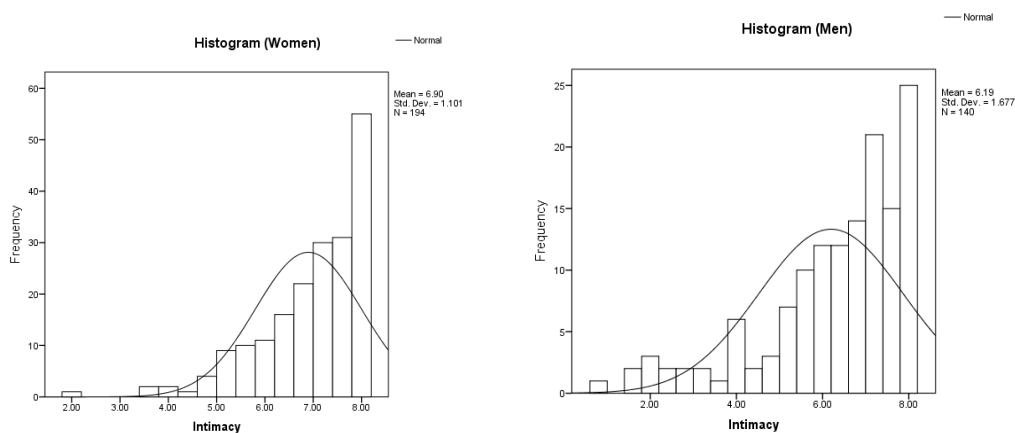 Histogram (Women)
Normal
Mean = 6.90
Std. Dev. = 1.101
N = 194
60
50
40
30
20
10
0
Frequency
2.00 3.00 4.00 5.00 6.00 7.00 8.00
Intimacy
Histogram (Men)
Normal
Mean = 6.19
Std. Dev. = 1.677
N = 140
25
20
15
10
5
0
Frequency
2.00 4.00 6.00 8.00
Intimacy